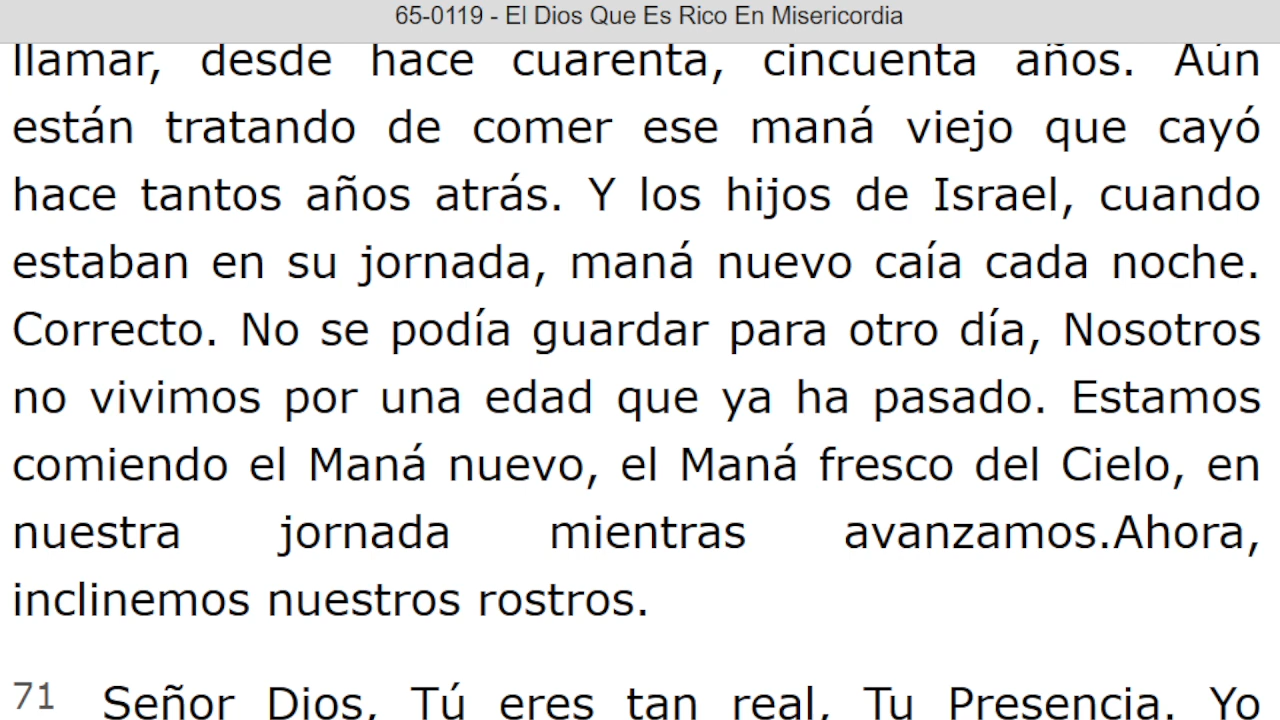 65-0119 - El Dios Que Es Rico En Misericordia
llamar, desde hace cuarenta, cincuenta años. Aún
están tratando de comer ese maná viejo que cayó
hace tantos años atrás. Y los hijos de Israel, cuando
estaban en su jornada, maná nuevo caía cada noche.
Correcto. No se podía guardar para otro día, Nosotros
no vivimos por una edad que ya ha pasado. Estamos
comiendo el Maná nuevo, el Maná fresco del Cielo, en
nuestra jornada mientras avanzamos.Ahora,
inclinemos nuestros rostros.
71 Señor Dios, Tú eres tan real, Tu Presencia. Yo